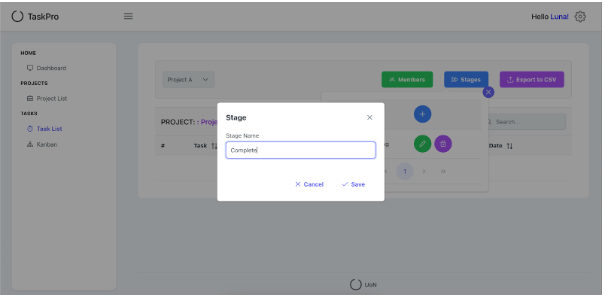 TaskPro
Hello Luna!
HOME
Dashboard
PROJECTS
Project List
TASKS
Task List
Kanban
Project A
Members
Stages
Export to CSV
PROJECT: : Proje
Search...
#
Task
Date
Stage
Stage Name
Complete
Cancel
Save
1
UoN